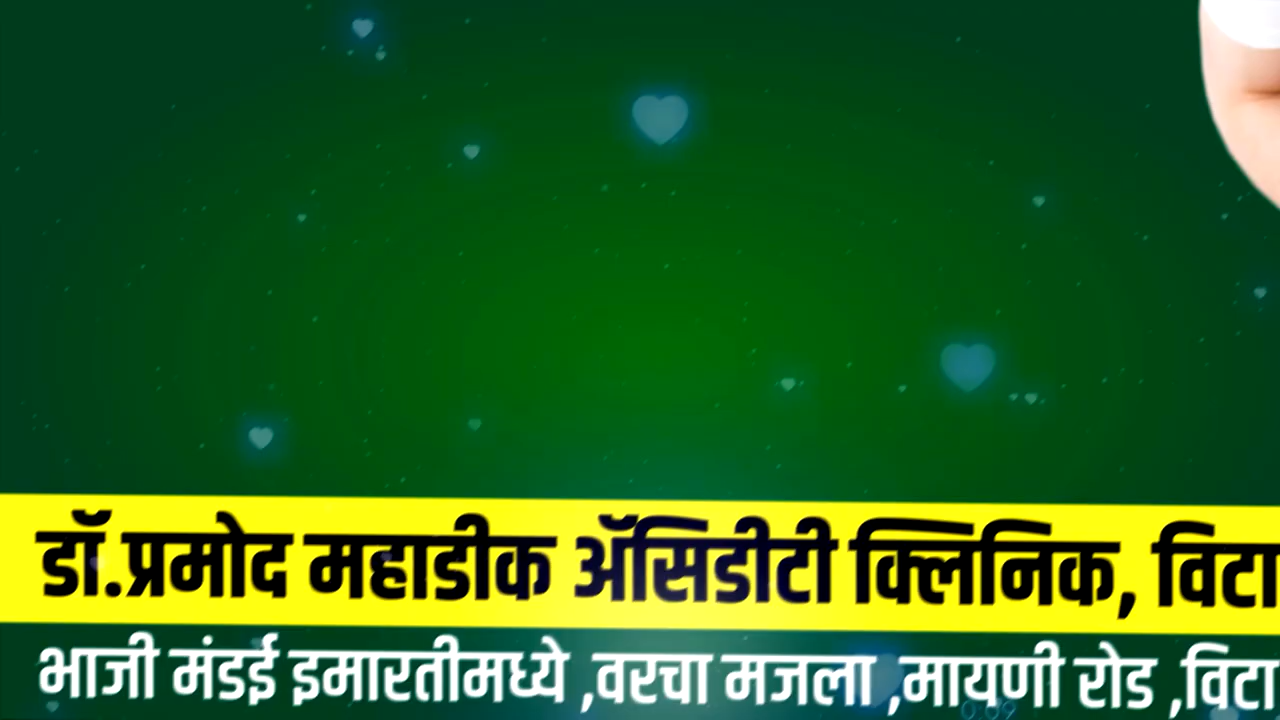 डॉ.प्रमोद महाडीक ॲसिडीटी क्लिनिक, विटा
भाजी मंडई इमारतीमध्ये ,वरचा मजला ,मायणी रोड ,विटा